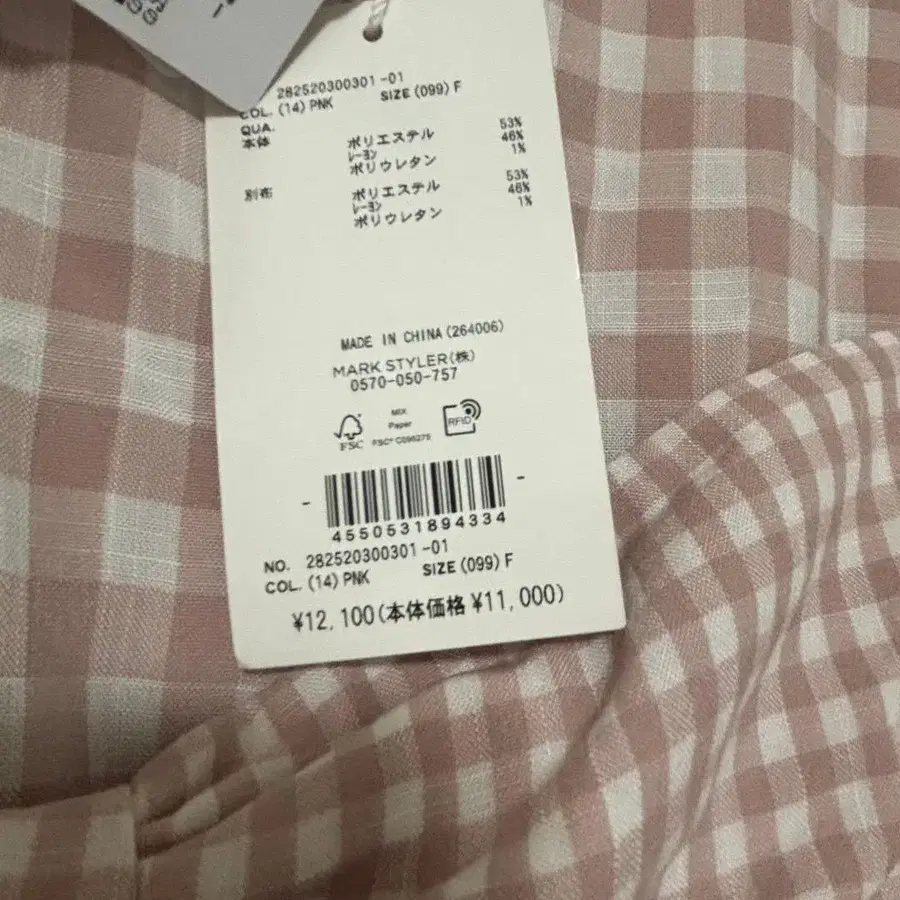 282520300301-01
COL. (14) PNK SIZE (099) F
QUA.
本体 ポリエステル 53%
レーヨン 46%
ポリウレタン 1%
別布 ポリエステル 53%
レーヨン 46%
ポリウレタン 1%
MADE IN CHINA (264006)
MARK STYLER(株)
0570-050-757
FSC
MIX
Paper
FSC® C095275
RFID
4550531894334
NO. 282520300301-01
COL. (14) PNK SIZE (099) F
¥12,100(本体価格¥11,000)